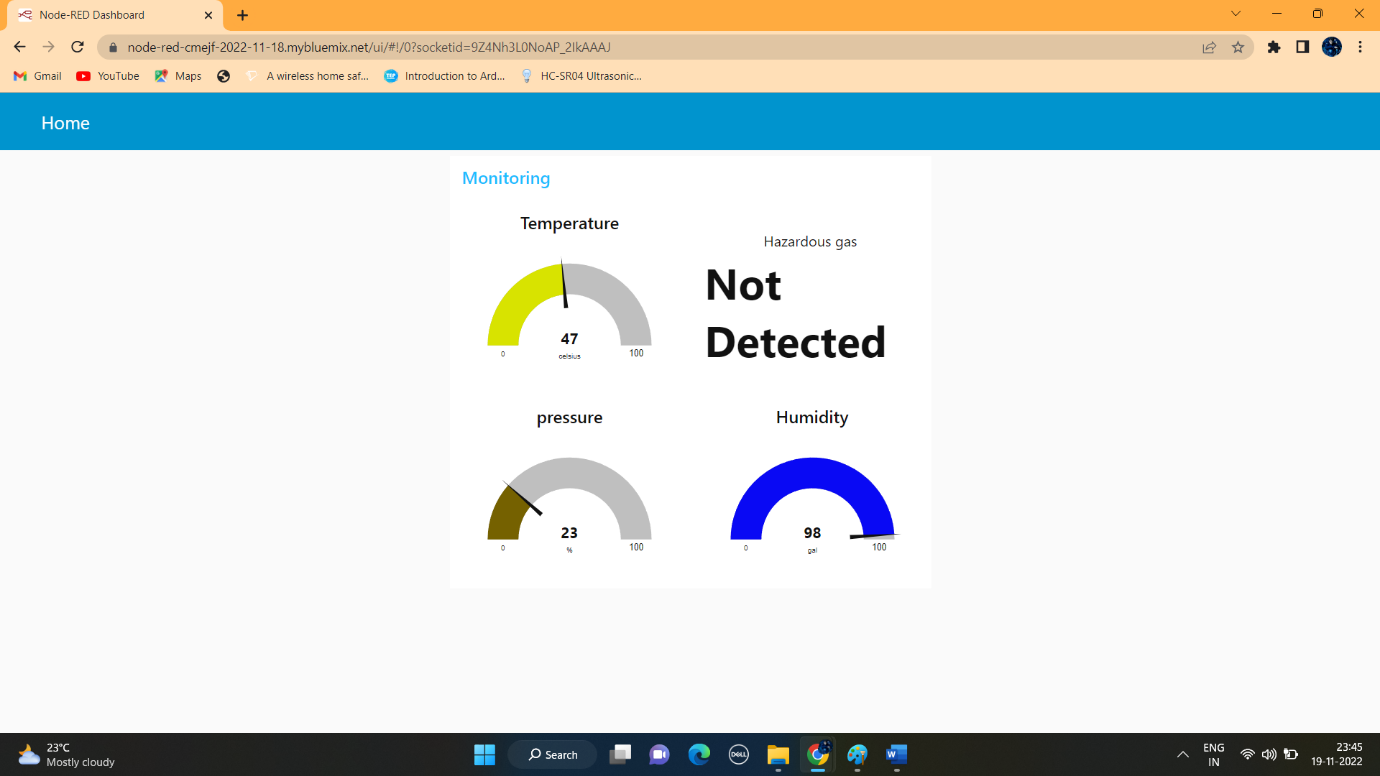 Node-RED Dashboard
node-red-cmejf-2022-11-18.mybluemix.net/ui/#!/0?socketid=9Z4Nh3L0NoAP_2IkAAAJ
Gmail YouTube Maps A wireless home saf... Introduction to Ard... HC-SR04 Ultrasonic...
Home
Monitoring
Temperature
47
celsius
0 100
Hazardous gas
Not
Detected
pressure
23
%
0 100
Humidity
98
gal
0 100
23°C
Mostly cloudy
Search
DELL
W
ENG
IN
23:45
19-11-2022